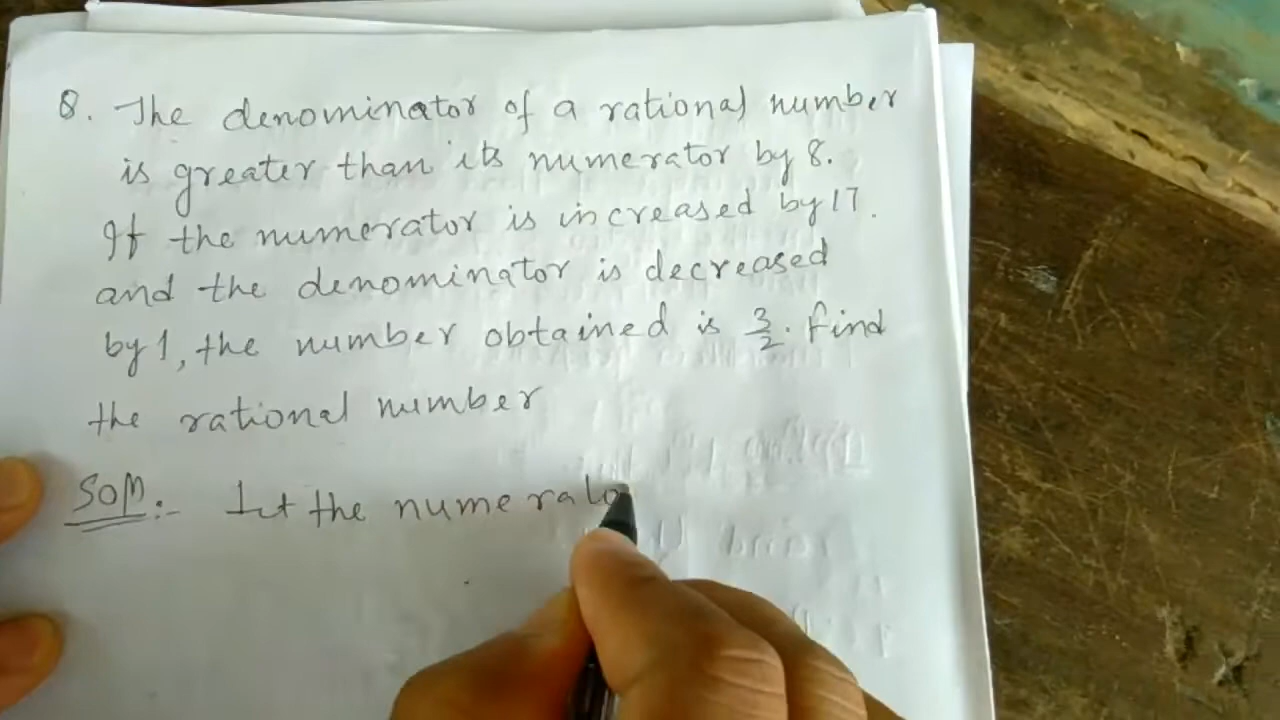 8. The denominator of a rational number
is greater than its numerator by 8.
If the numerator is increased by 17.
and the denominator is decreased
by 1, the number obtained is 3/2. Find
the rational number
Soln:- Let the numerato